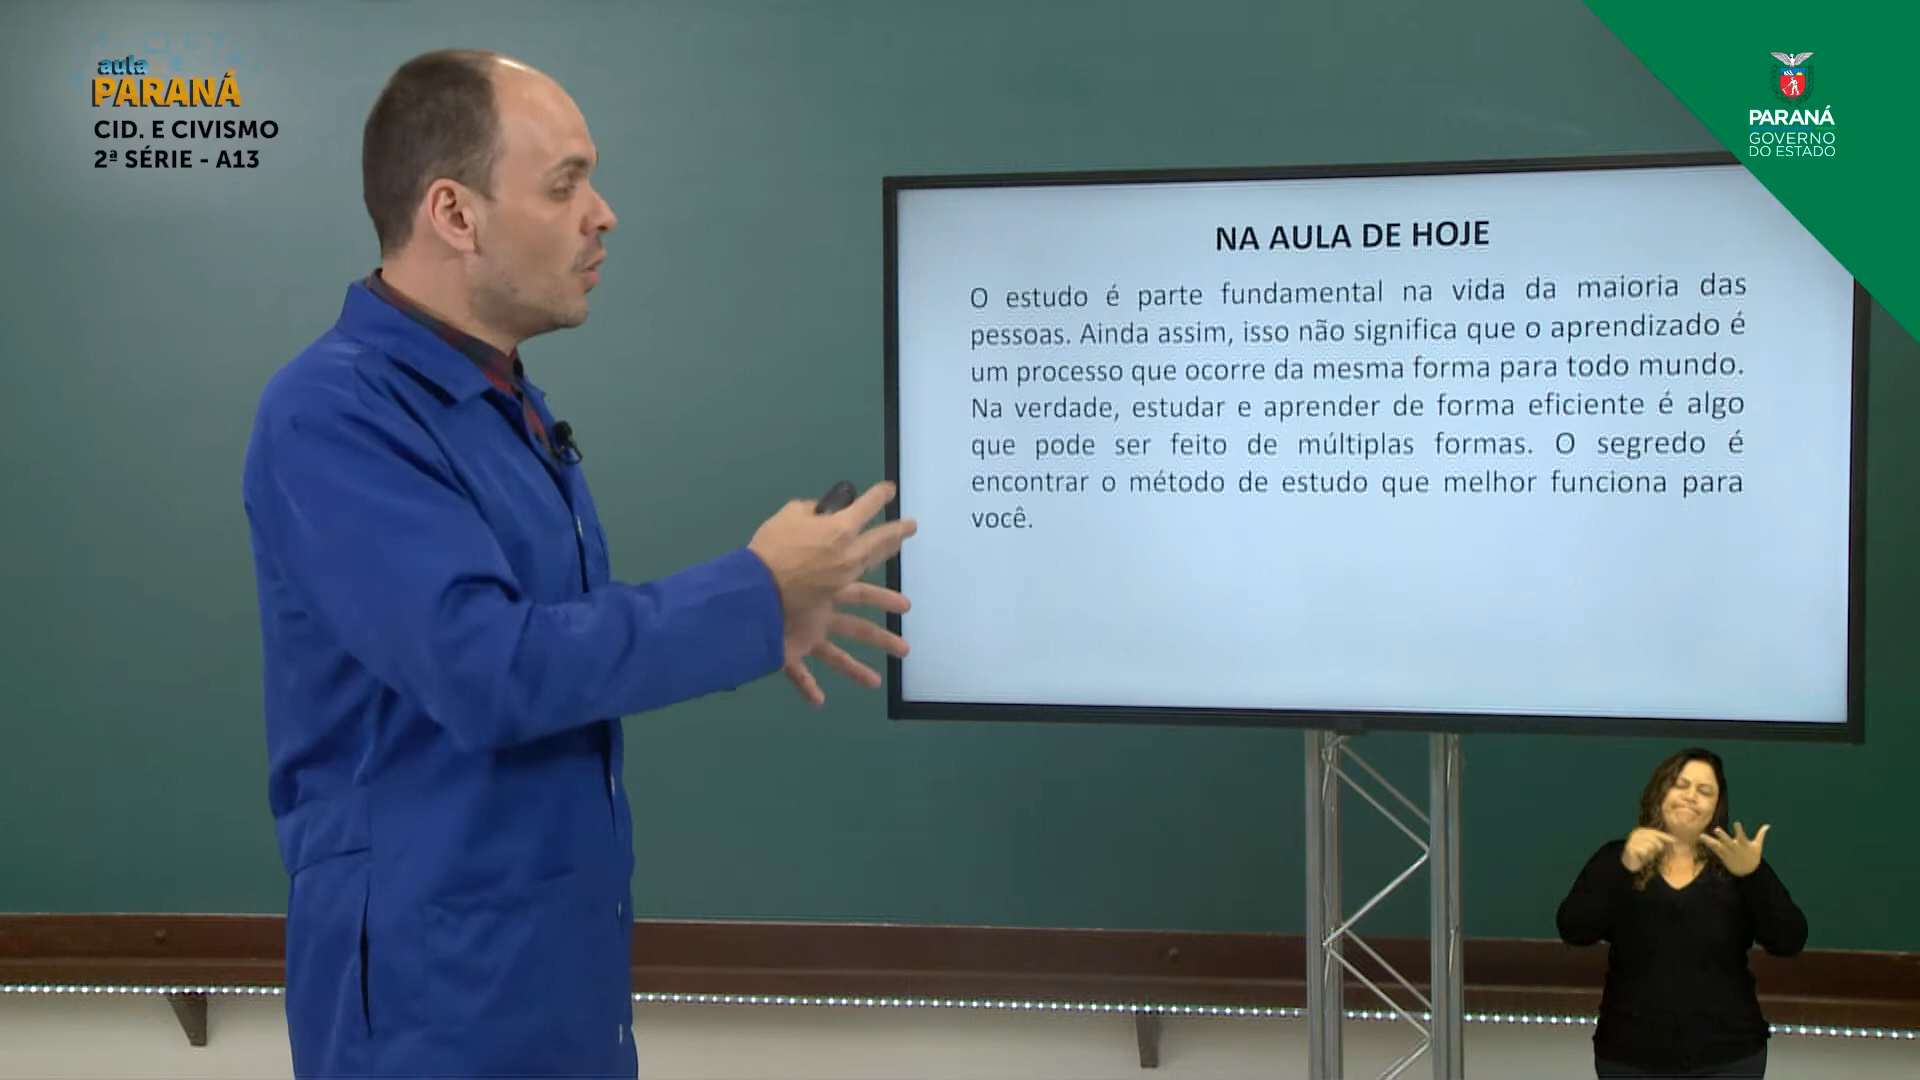 aula
PARANÁ
CID. E CIVISMO
2ª SÉRIE - A13
PARANÁ
GOVERNO
DO ESTADO
NA AULA DE HOJE
O estudo é parte fundamental na vida da maioria das
pessoas. Ainda assim, isso não significa que o aprendizado é
um processo que ocorre da mesma forma para todo mundo.
Na verdade, estudar e aprender de forma eficiente é algo
que pode ser feito de múltiplas formas. O segredo é
encontrar o método de estudo que melhor funciona para
você.